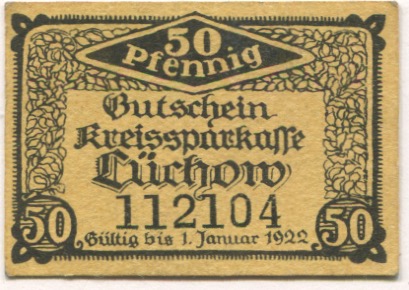 50
Pfennig
Gutschein
Kreissparkasse
Lüchow
112104
50 50
Gültig bis 1. Januar 1922